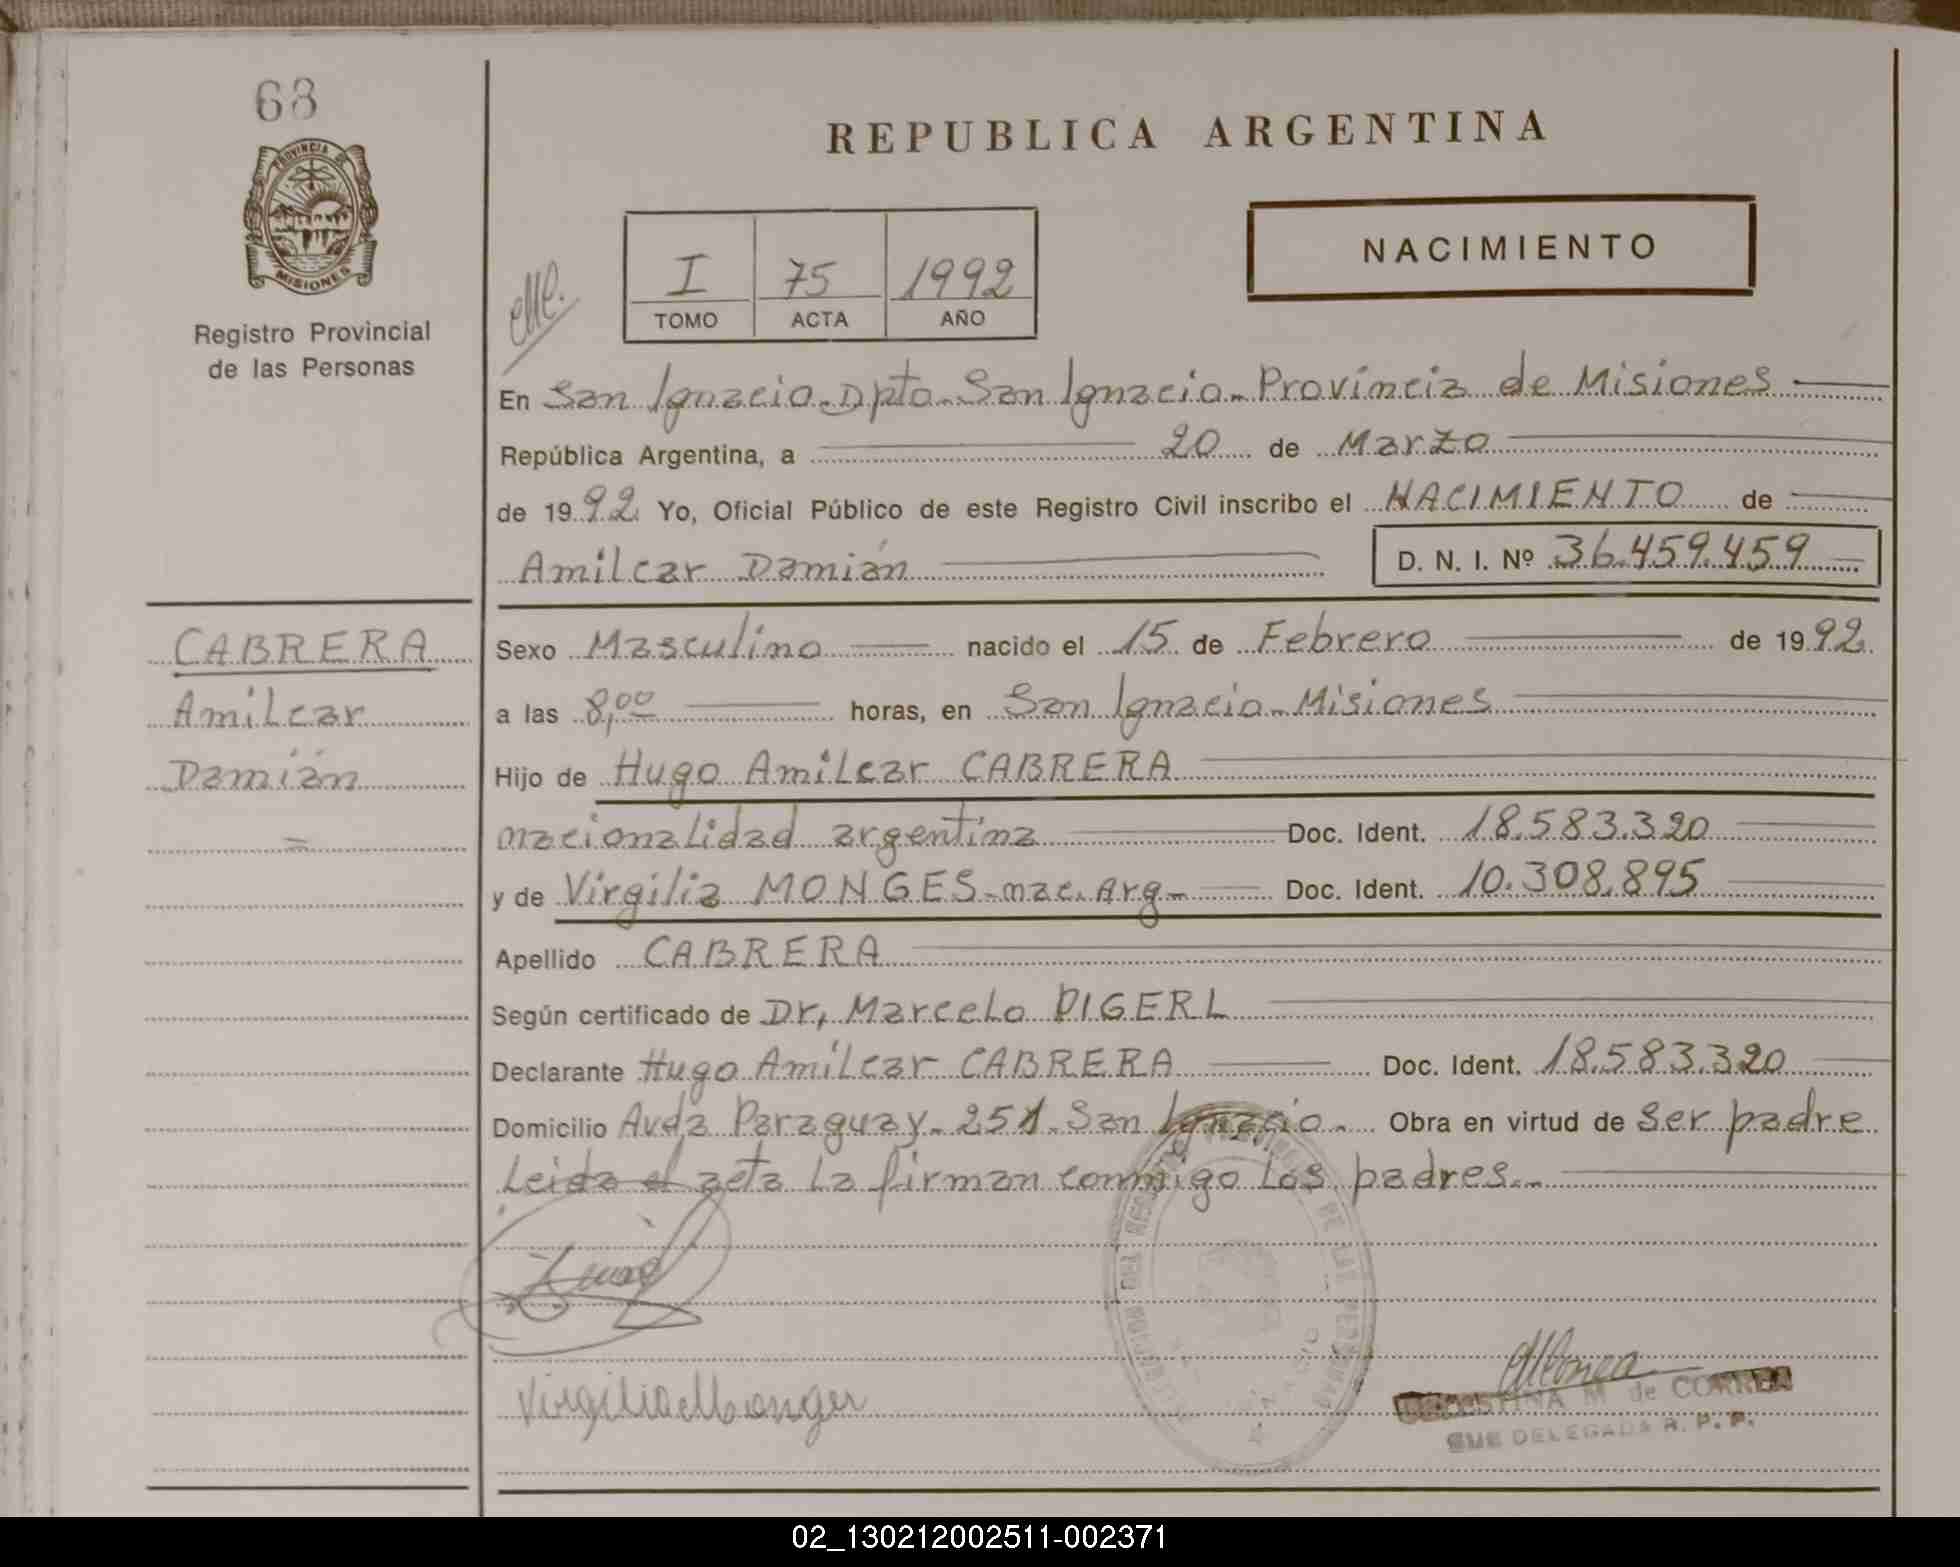 68
PROVINCIA DE
MISIONES
Registro Provincial
de las Personas
REPUBLICA ARGENTINA
NACIMIENTO
I 75 1992
TOMO ACTA AÑO
En San Ignacio Dpto. San Ignacio. Provincia de Misiones
República Argentina, a 20 de Marzo
de 1992 Yo, Oficial Público de este Registro Civil inscribo el NACIMIENTO de
Amilcar Damián D. N. I. Nº 36.459.459
CABRERA
Amilcar
Damián
Sexo Masculino nacido el 15 de Febrero de 1992
a las 8,00 horas, en San Ignacio - Misiones
Hijo de Hugo Amilcar CABRERA
nacionalidad argentina Doc. Ident. 18.583.320
y de Virgilia MONGES - nac. Arg. Doc. Ident. 10.308.895
Apellido CABRERA
Según certificado de Dr, Marcelo DIGERL
Declarante Hugo Amilcar CABRERA Doc. Ident. 18.583.320
Domicilio Avda Paraguay - 251. San Ignacio. Obra en virtud de Ser padre
Leida el acta la firman conmigo los padres.
Virgilia Monges
M. de CORREA
SUB DELEGADA R. P. P.
02_130212002511-002371